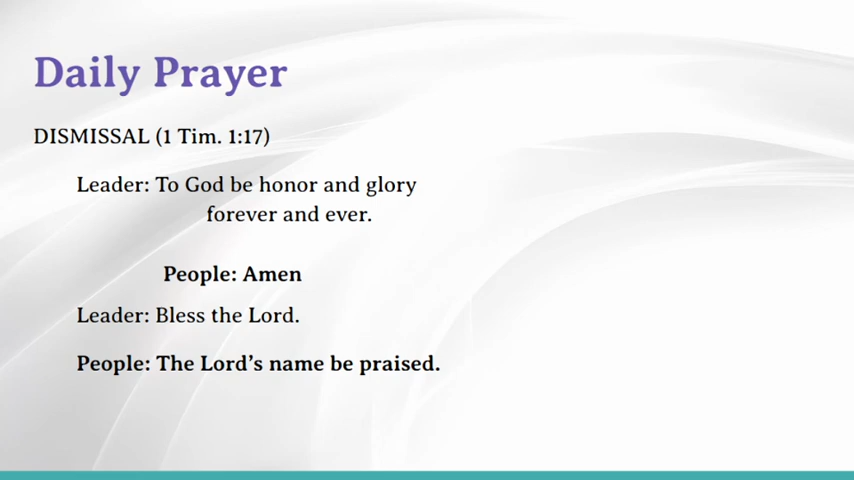 Daily Prayer
DISMISSAL (1 Tim. 1:17)
Leader: To God be honor and glory
forever and ever.
People: Amen
Leader: Bless the Lord.
People: The Lord’s name be praised.